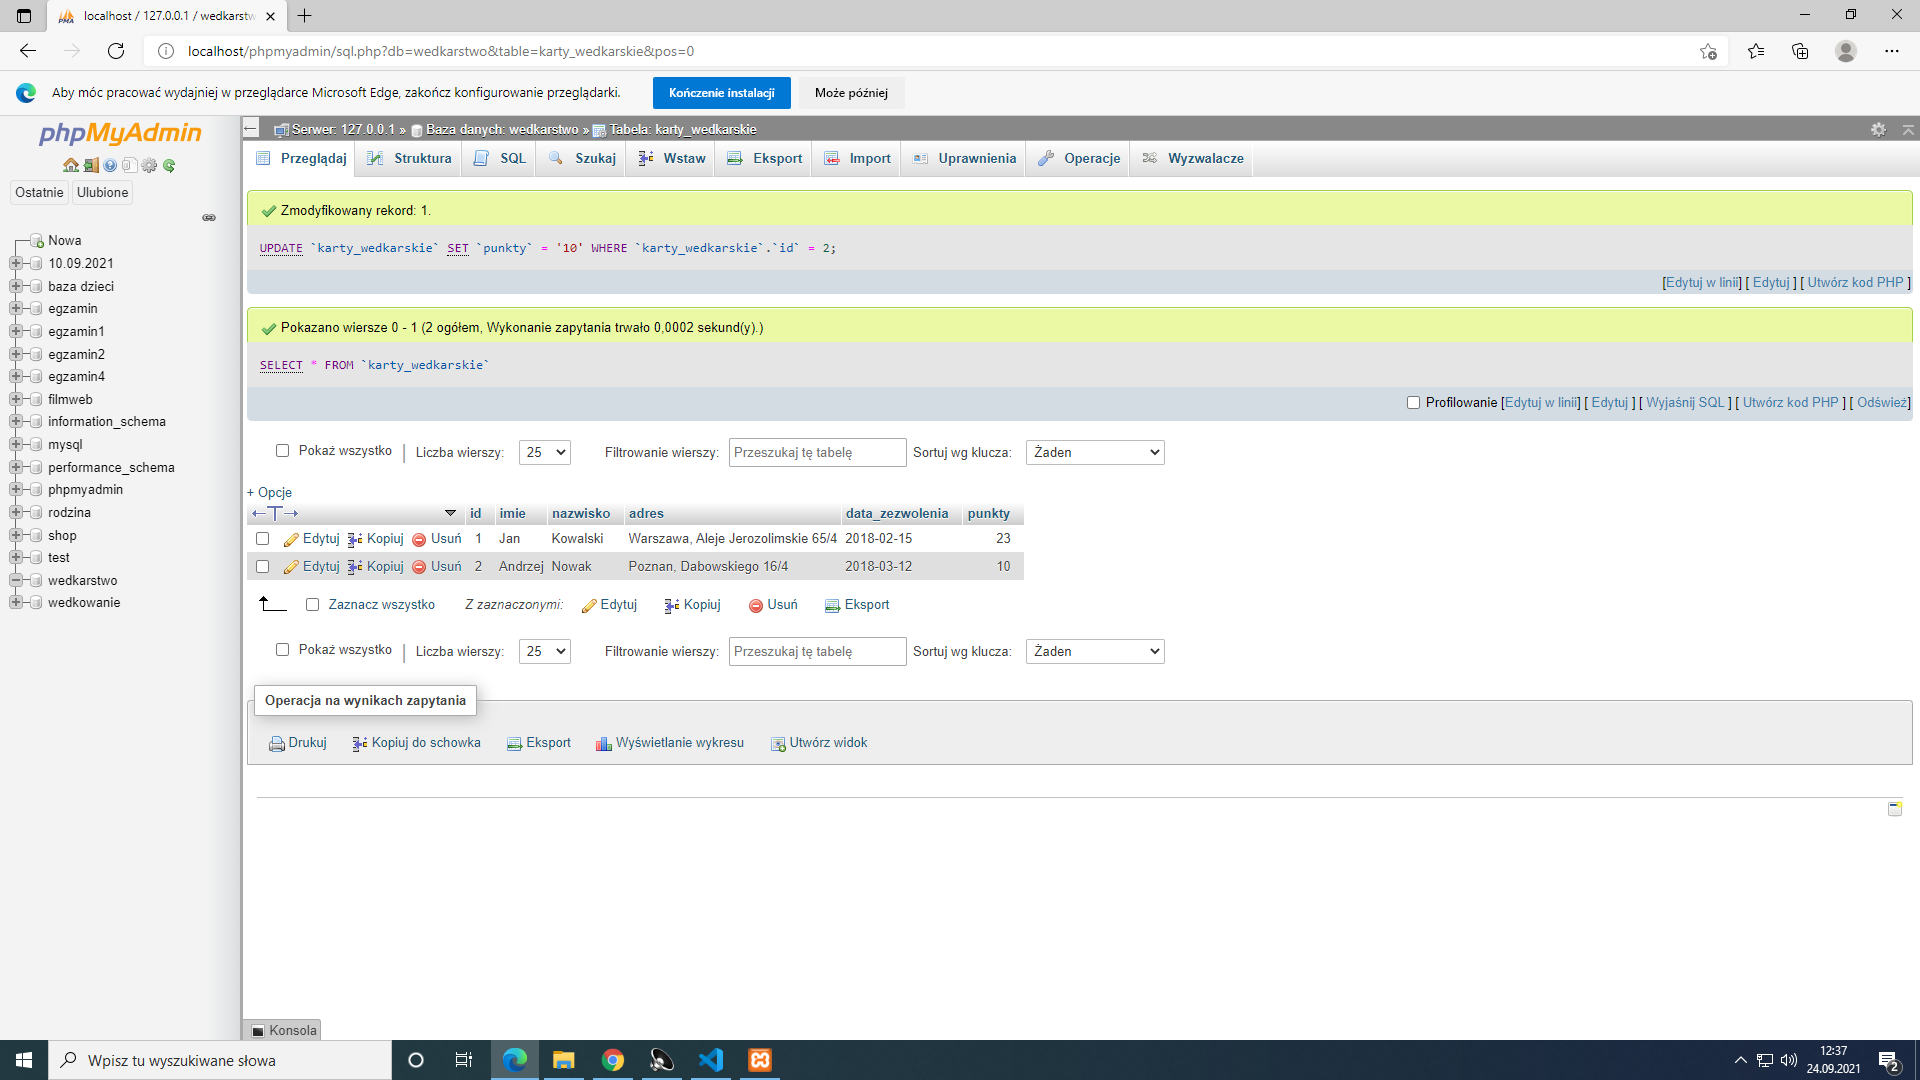 localhost / 127.0.0.1 / wedkarstw
localhost/phpmyadmin/sql.php?db=wedkarstwo&table=karty_wedkarskie&pos=0
Aby móc pracować wydajniej w przeglądarce Microsoft Edge, zakończ konfigurowanie przeglądarki. Kończenie instalacji Może później
phpMyAdmin
Ostatnie Ulubione
Nowa
10.09.2021
baza dzieci
egzamin
egzamin1
egzamin2
egzamin4
filmweb
information_schema
mysql
performance_schema
phpmyadmin
rodzina
shop
test
wedkarstwo
wedkowanie
Serwer: 127.0.0.1 » Baza danych: wedkarstwo » Tabela: karty_wedkarskie
Przeglądaj Struktura SQL Szukaj Wstaw Eksport Import Uprawnienia Operacje Wyzwalacze
Zmodyfikowany rekord: 1.
UPDATE `karty_wedkarskie` SET `punkty` = '10' WHERE `karty_wedkarskie`.`id` = 2;
[Edytuj w linii] [ Edytuj ] [ Utwórz kod PHP ]
Pokazano wiersze 0 - 1 (2 ogółem, Wykonanie zapytania trwało 0,0002 sekund(y).)
SELECT * FROM `karty_wedkarskie`
Profilowanie [Edytuj w linii] [ Edytuj ] [ Wyjaśnij SQL ] [ Utwórz kod PHP ] [ Odśwież]
Pokaż wszystko | Liczba wierszy: 25 Filtrowanie wierszy: Przeszukaj tę tabelę Sortuj wg klucza: Żaden
+ Opcje
←T→ id imie nazwisko adres data_zezwolenia punkty
Edytuj Kopiuj Usuń 1 Jan Kowalski Warszawa, Aleje Jerozolimskie 65/4 2018-02-15 23
Edytuj Kopiuj Usuń 2 Andrzej Nowak Poznan, Dabowskiego 16/4 2018-03-12 10
Zaznacz wszystko Z zaznaczonymi: Edytuj Kopiuj Usuń Eksport
Pokaż wszystko | Liczba wierszy: 25 Filtrowanie wierszy: Przeszukaj tę tabelę Sortuj wg klucza: Żaden
Operacja na wynikach zapytania
Drukuj Kopiuj do schowka Eksport Wyświetlanie wykresu Utwórz widok
Konsola
Wpisz tu wyszukiwane słowa
12:37
24.09.2021
2